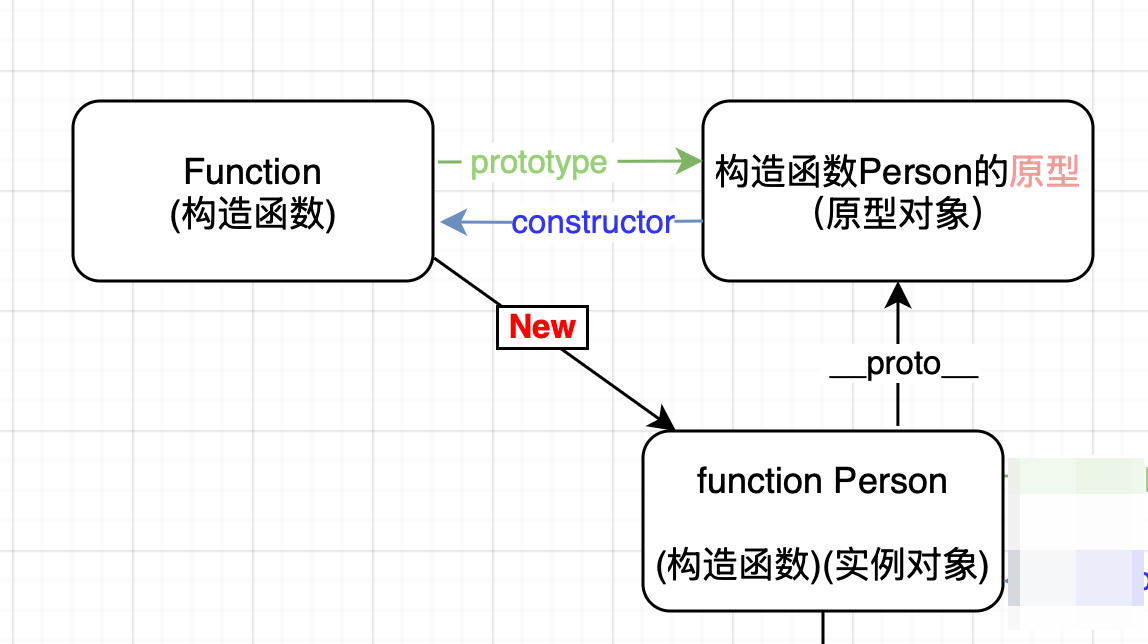 Function
(构造函数)
prototype
构造函数Person的原型
(原型对象)
constructor
New
__proto__
function Person
(构造函数)(实例对象)